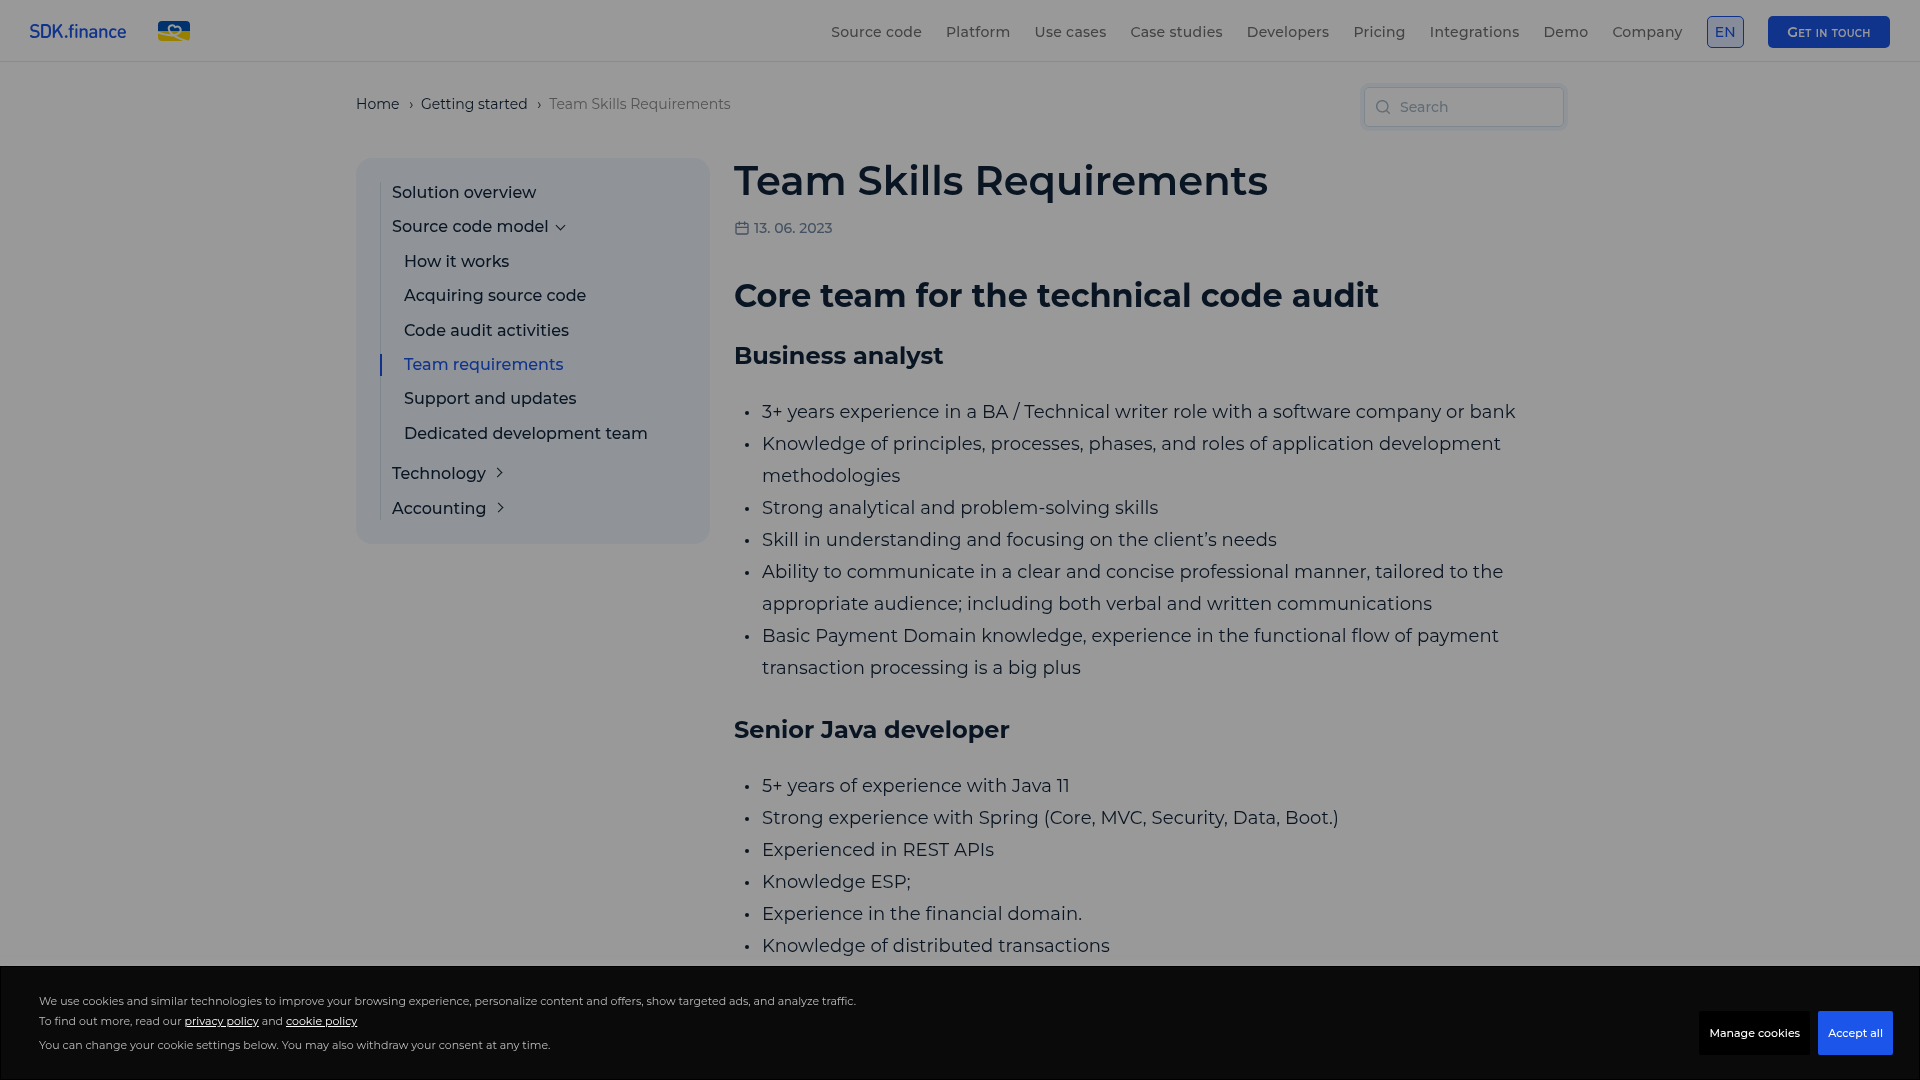 SDK.finance
Source code
Platform
Use cases
Case studies
Developers
Pricing
Integrations
Demo
Company
EN
Get in touch
Home › Getting started › Team Skills Requirements
Search
Solution overview
Source code model
How it works
Acquiring source code
Code audit activities
Team requirements
Support and updates
Dedicated development team
Technology
Accounting
Team Skills Requirements
13. 06. 2023
Core team for the technical code audit
Business analyst
• 3+ years experience in a BA / Technical writer role with a software company or bank
• Knowledge of principles, processes, phases, and roles of application development
methodologies
• Strong analytical and problem-solving skills
• Skill in understanding and focusing on the client’s needs
• Ability to communicate in a clear and concise professional manner, tailored to the
appropriate audience; including both verbal and written communications
• Basic Payment Domain knowledge, experience in the functional flow of payment
transaction processing is a big plus
Senior Java developer
• 5+ years of experience with Java 11
• Strong experience with Spring (Core, MVC, Security, Data, Boot.)
• Experienced in REST APIs
• Knowledge ESP;
• Experience in the financial domain.
• Knowledge of distributed transactions
We use cookies and similar technologies to improve your browsing experience, personalize content and offers, show targeted ads, and analyze traffic.
To find out more, read our privacy policy and cookie policy
You can change your cookie settings below. You may also withdraw your consent at any time.
Manage cookies
Accept all